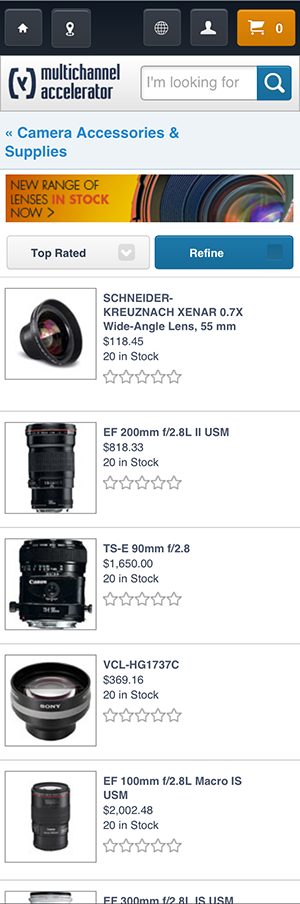 0
(y) multichannel
accelerator
I'm looking for
« Camera Accessories &
Supplies
NEW RANGE OF
LENSES IN STOCK
NOW >
Top Rated
Refine
SCHNEIDER-
KREUZNACH XENAR 0.7X
Wide-Angle Lens, 55 mm
$118.45
20 in Stock
EF 200mm f/2.8L II USM
$818.33
20 in Stock
TS-E 90mm f/2.8
$1,650.00
20 in Stock
CANON
VCL-HG1737C
$369.16
20 in Stock
SONY
EF 100mm f/2.8L Macro IS
USM
$2,002.48
20 in Stock
EF 300mm f/2.8L IS USM